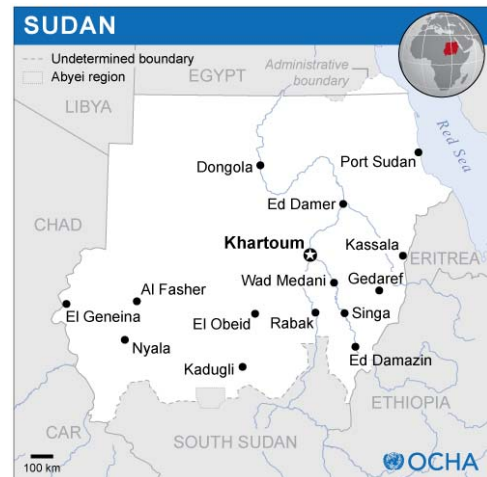 SUDAN
Undetermined boundary
Abyei region
Administrative
boundary
EGYPT
LIBYA
Red Sea
Dongola
Port Sudan
Ed Damer
CHAD
Khartoum
Kassala
ERITREA
Wad Medani
Gedaref
Al Fasher
El Geneina
El Obeid
Rabak
Singa
Nyala
Ed Damazin
Kadugli
ETHIOPIA
CAR
SOUTH SUDAN
100 km
OCHA